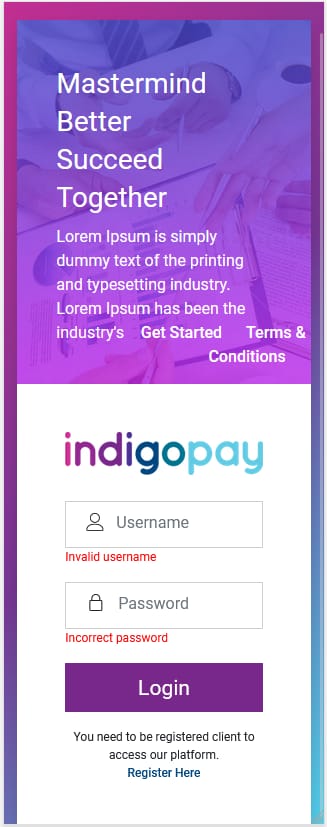 Mastermind
Better
Succeed
Together
Lorem Ipsum is simply
dummy text of the printing
and typesetting industry.
Lorem Ipsum has been the
industry's Get Started Terms &
Conditions
indigopay
Username
Invalid username
Password
Incorrect password
Login
You need to be registered client to
access our platform.
Register Here